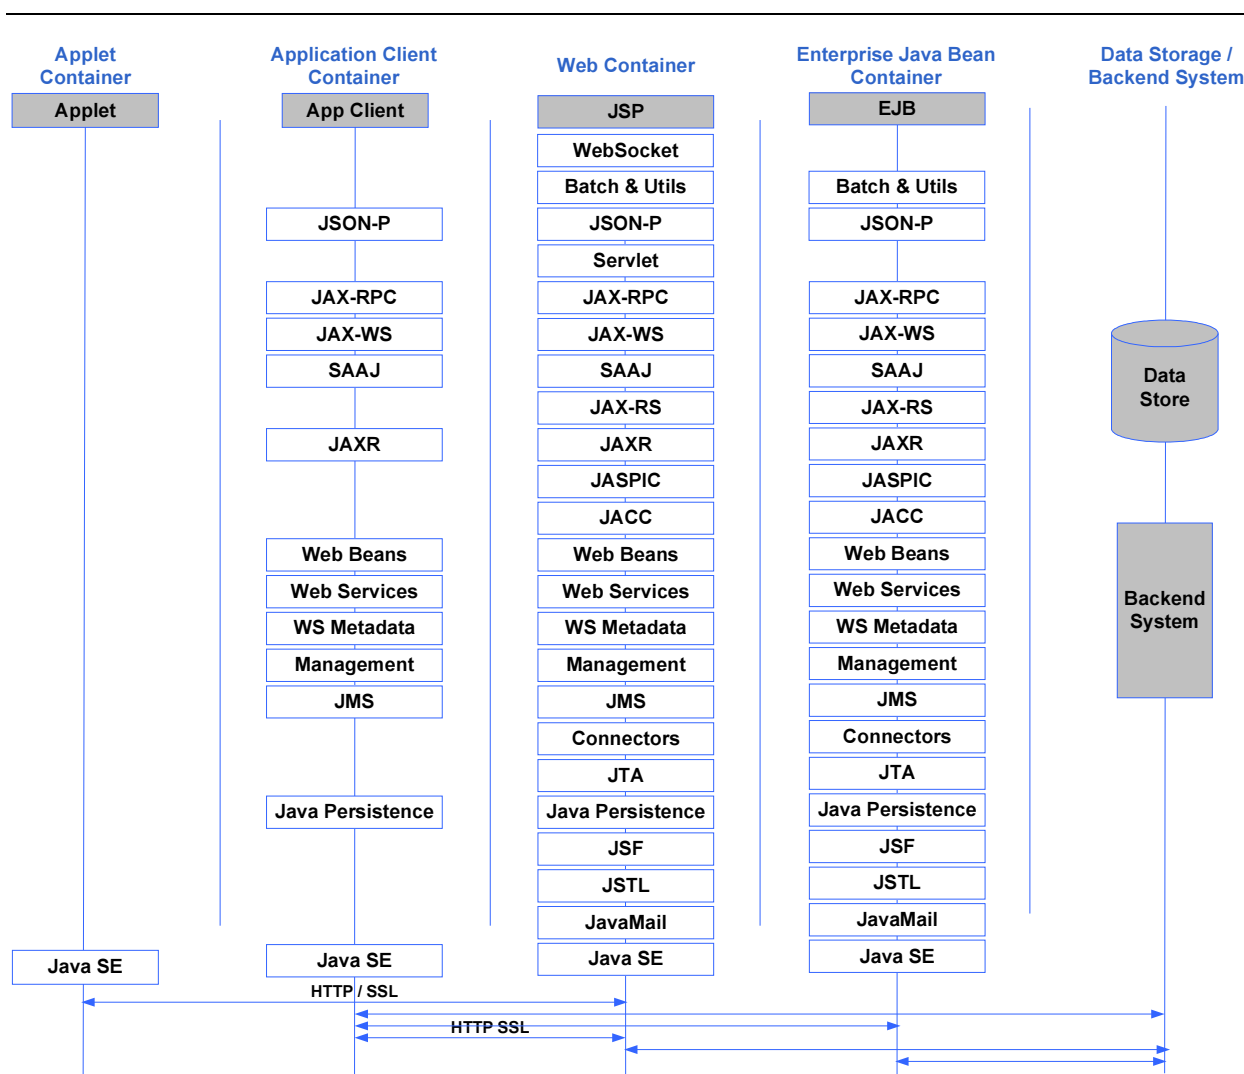 Applet
Container
Application Client
Container
Web Container
Enterprise Java Bean
Container
Data Storage /
Backend System
Applet
App Client
JSP
EJB
WebSocket
Batch & Utils
Batch & Utils
JSON-P
JSON-P
JSON-P
Servlet
JAX-RPC
JAX-RPC
JAX-RPC
JAX-WS
JAX-WS
JAX-WS
SAAJ
SAAJ
SAAJ
Data
Store
JAX-RS
JAX-RS
JAXR
JAXR
JAXR
JASPIC
JASPIC
JACC
JACC
Web Beans
Web Beans
Web Beans
Web Services
Web Services
Web Services
Backend
System
WS Metadata
WS Metadata
WS Metadata
Management
Management
Management
JMS
JMS
JMS
Connectors
Connectors
JTA
JTA
Java Persistence
Java Persistence
Java Persistence
JSF
JSF
JSTL
JSTL
JavaMail
JavaMail
Java SE
Java SE
Java SE
Java SE
HTTP / SSL
HTTP SSL